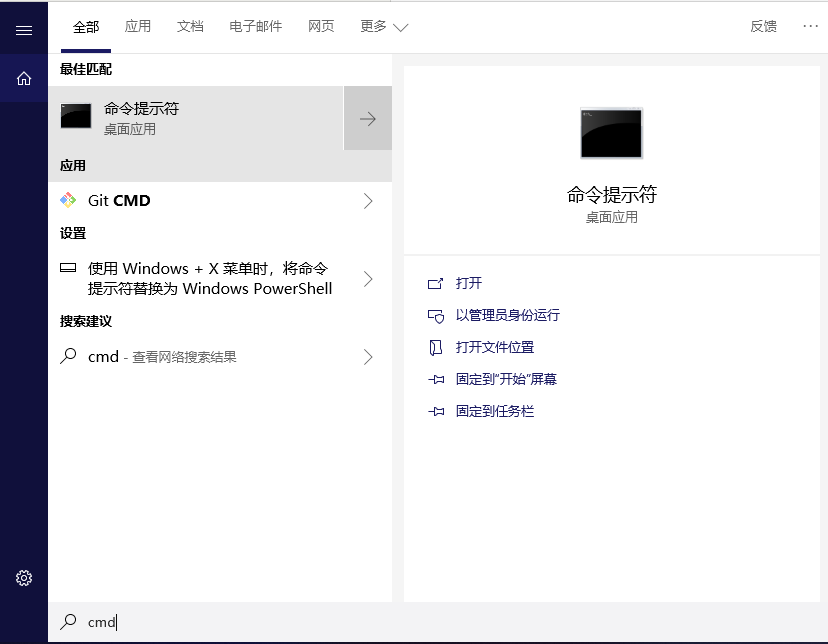 全部 应用 文档 电子邮件 网页 更多 反馈 ···
最佳匹配
命令提示符
桌面应用
应用
Git CMD
设置
使用 Windows + X 菜单时，将命令
提示符替换为 Windows PowerShell
搜索建议
cmd - 查看网络搜索结果
命令提示符
桌面应用
打开
以管理员身份运行
打开文件位置
固定到"开始"屏幕
固定到任务栏
cmd